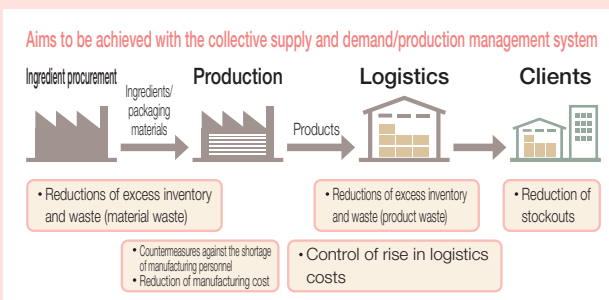 Aims to be achieved with the collective supply and demand/production management system
Ingredient procurement
Production
Logistics
Clients
Ingredients/
packaging
materials
Products
• Reductions of excess inventory
and waste (material waste)
• Reductions of excess inventory
and waste (product waste)
• Reduction of
stockouts
• Countermeasures against the shortage
of manufacturing personnel
• Reduction of manufacturing cost
• Control of rise in logistics
costs